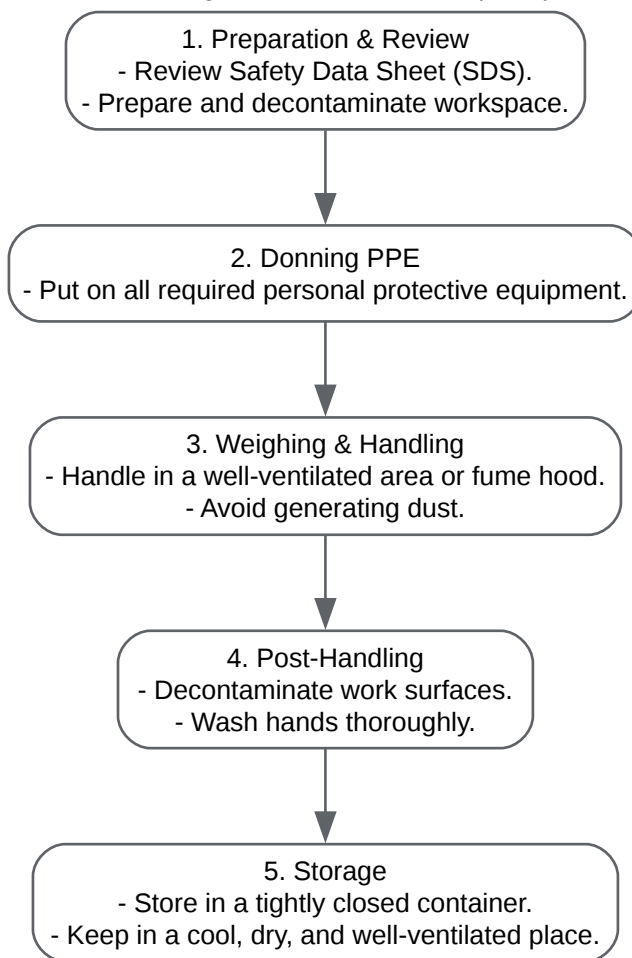 1. Preparation & Review
- Review Safety Data Sheet (SDS).
- Prepare and decontaminate workspace.
2. Donning PPE
- Put on all required personal protective equipment.
3. Weighing & Handling
- Handle in a well-ventilated area or fume hood.
- Avoid generating dust.
4. Post-Handling
- Decontaminate work surfaces.
- Wash hands thoroughly.
5. Storage
- Store in a tightly closed container.
- Keep in a cool, dry, and well-ventilated place.